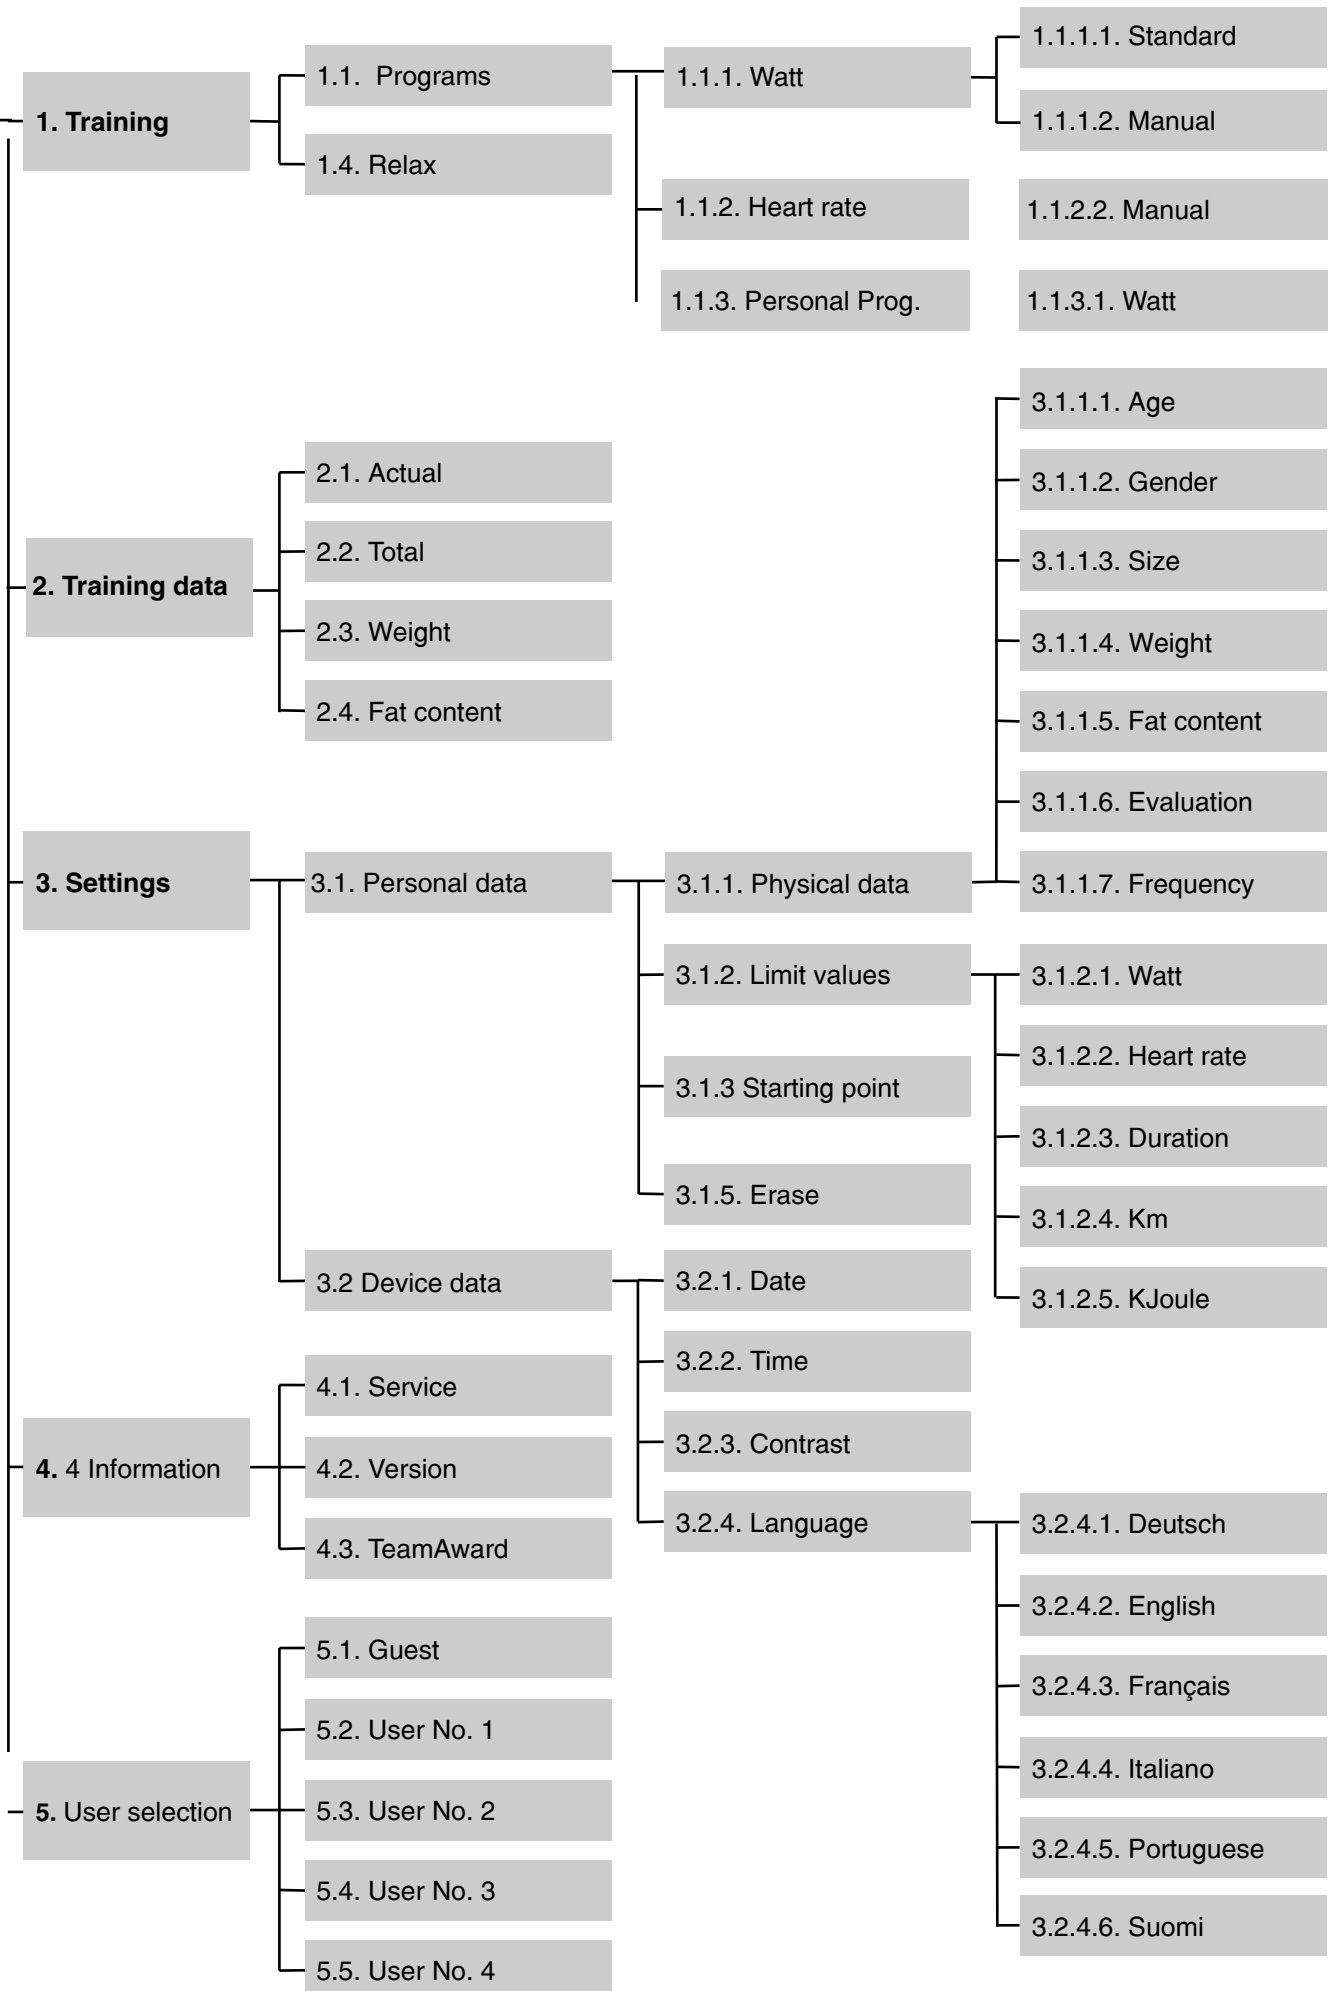 1. Training
1.1.  Programs
1.4. Relax
1.1.1. Watt
1.1.1.1. Standard
1.1.1.2. Manual
1.1.2. Heart rate
1.1.2.2. Manual
1.1.3. Personal Prog.
1.1.3.1. Watt
2. Training data
2.1. Actual
2.2. Total
2.3. Weight
2.4. Fat content
3. Settings
3.1. Personal data
3.1.1. Physical data
3.1.1.1. Age
3.1.1.2. Gender
3.1.1.3. Size
3.1.1.4. Weight
3.1.1.5. Fat content
3.1.1.6. Evaluation
3.1.1.7. Frequency
3.1.2. Limit values
3.1.2.1. Watt
3.1.2.2. Heart rate
3.1.2.3. Duration
3.1.2.4. Km
3.1.2.5. KJoule
3.1.3 Starting point
3.1.5. Erase
3.2 Device data
3.2.1. Date
3.2.2. Time
3.2.3. Contrast
3.2.4. Language
3.2.4.1. Deutsch
3.2.4.2. English
3.2.4.3. Français
3.2.4.4. Italiano
3.2.4.5. Portuguese
3.2.4.6. Suomi
4. 4 Information
4.1. Service
4.2. Version
4.3. TeamAward
5. User selection
5.1. Guest
5.2. User No. 1
5.3. User No. 2
5.4. User No. 3
5.5. User No. 4